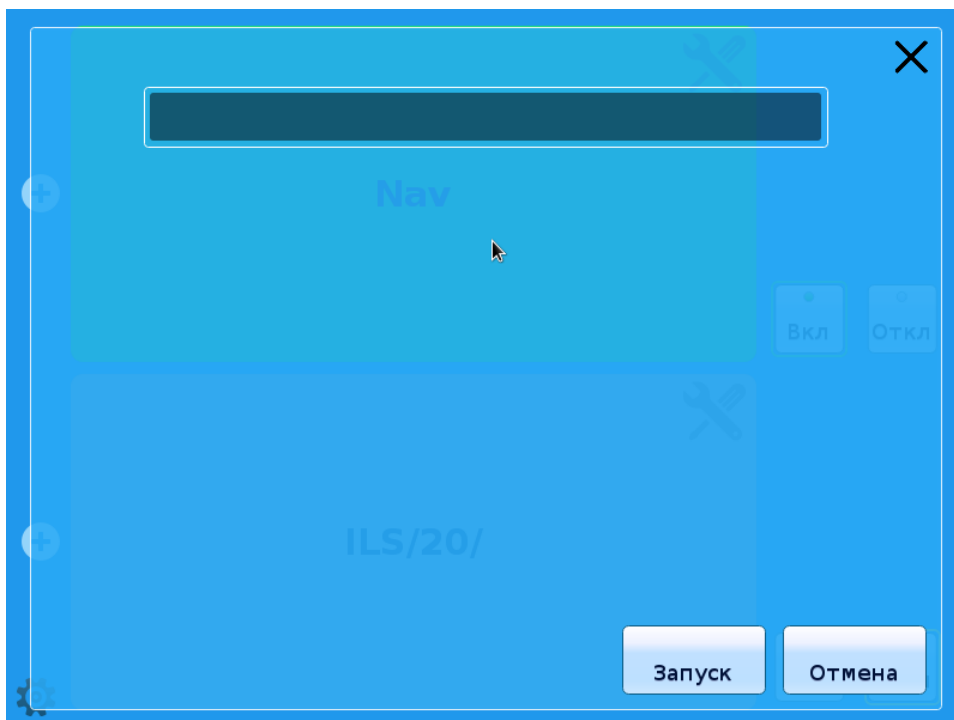 Nav
Вкл
Откл
ILS/20/
Запуск
Отмена